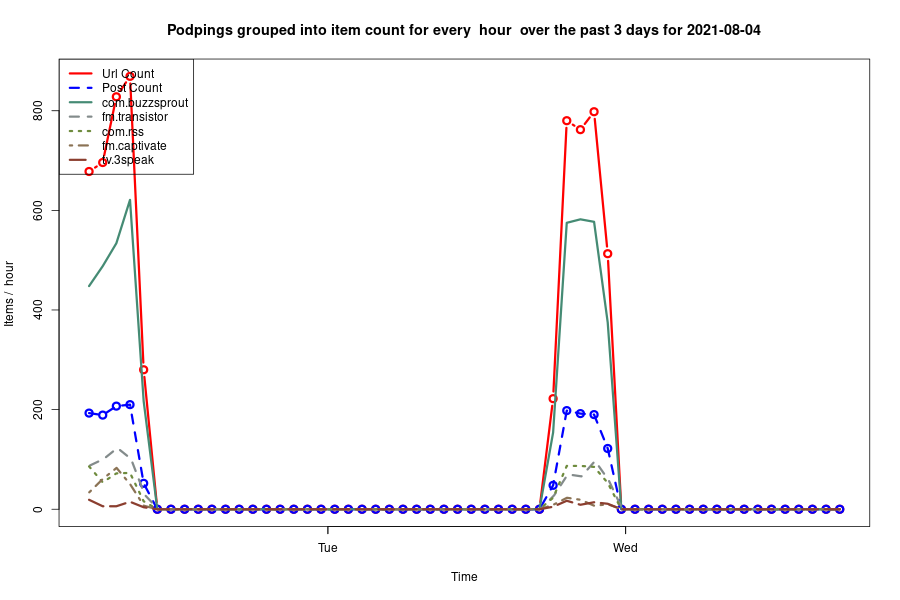 Podpings grouped into item count for every  hour  over the past 3 days for 2021-08-04
Url Count
Post Count
com.buzzsprout
fm.transistor
com.rss
fm.captivate
tv.3speak
Items /  hour
0
200
400
600
800
Tue
Wed
Time